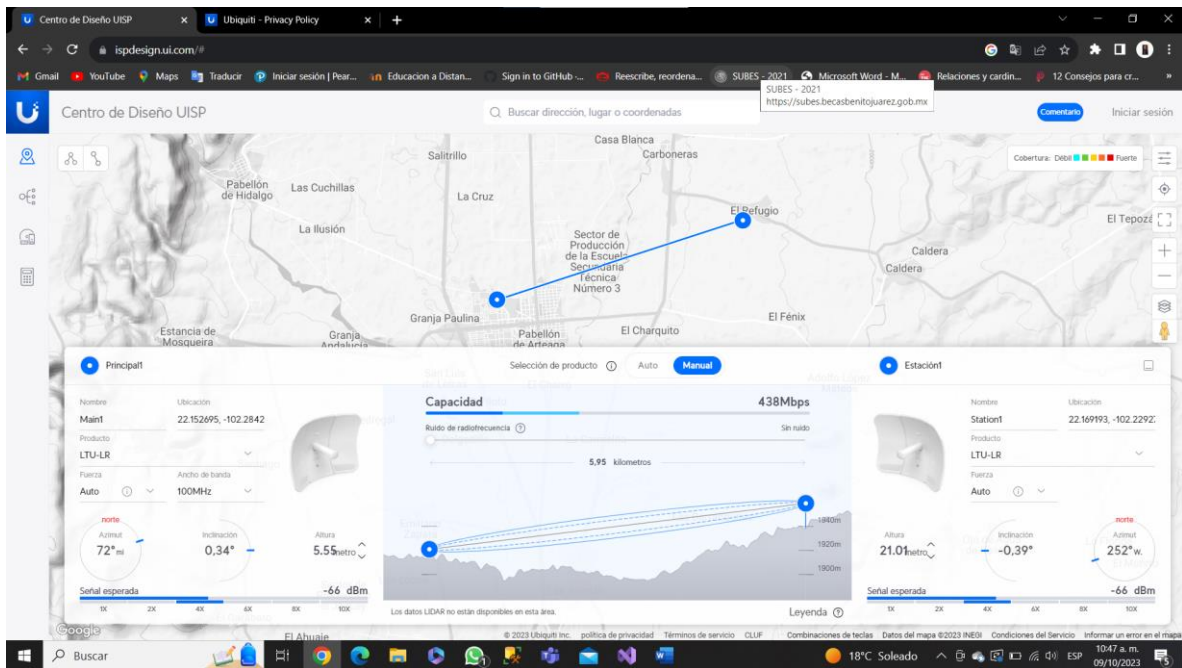 Centro de Diseño UISP
Ubiquiti - Privacy Policy
ispdesign.ui.com/#
Gmail YouTube Maps Traducir Iniciar sesión | Pear... Educacion a Distan... Sign in to GitHub ·... Reescribe, reordena... SUBES - 2021 Microsoft Word - M... Relaciones y cardin... 12 Consejos para cr... »
SUBES - 2021
https://subes.becasbenitojuarez.gob.mx
Centro de Diseño UISP
Buscar dirección, lugar o coordenadas
Comentario
Iniciar sesión
Cobertura: Débil Fuerte
Casa Blanca
Carboneras
Salitrillo
Pabellón
de Hidalgo
Las Cuchillas
La Cruz
El Refugio
El Tepoza
La Ilusión
Sector de
Producción
de la Escuela
Secundaria
Técnica
Número 3
Caldera
Caldera
Granja Paulina
El Fénix
Estancia de
Mosqueira
Granja
Andalucía
Pabellón
de Arteaga
El Charquito
Principal1
Selección de producto Auto Manual
Estación1
Nombre Ubicación
Main1 22.152695, -102.2842
Producto
LTU-LR
Fuerza Ancho de banda
Auto 100MHz
norte
Azimut
72° mi
Inclinación
0,34°
Altura
5.55metro
Señal esperada -66 dBm
1X 2X 4X 6X 8X 10X
Capacidad 438Mbps
Ruido de radiofrecuencia Sin ruido
5,95 kilometros
1940m
1920m
1900m
Los datos LIDAR no están disponibles en esta área.
Leyenda
Nombre Ubicación
Station1 22.169193, -102.22927
Producto
LTU-LR
Fuerza
Auto
Altura
21.01metro
Inclinación
-0,39°
norte
Azimut
252° w.
Señal esperada -66 dBm
1X 2X 4X 6X 8X 10X
Google
El Ahuaje
© 2023 Ubiquiti Inc. política de privacidad Términos de servicio CLUF
Combinaciones de teclas Datos del mapa ©2023 INEGI Condiciones del Servicio Informar un error en el mapa
Buscar
18°C Soleado
ESP
10:47 a. m.
09/10/2023
5